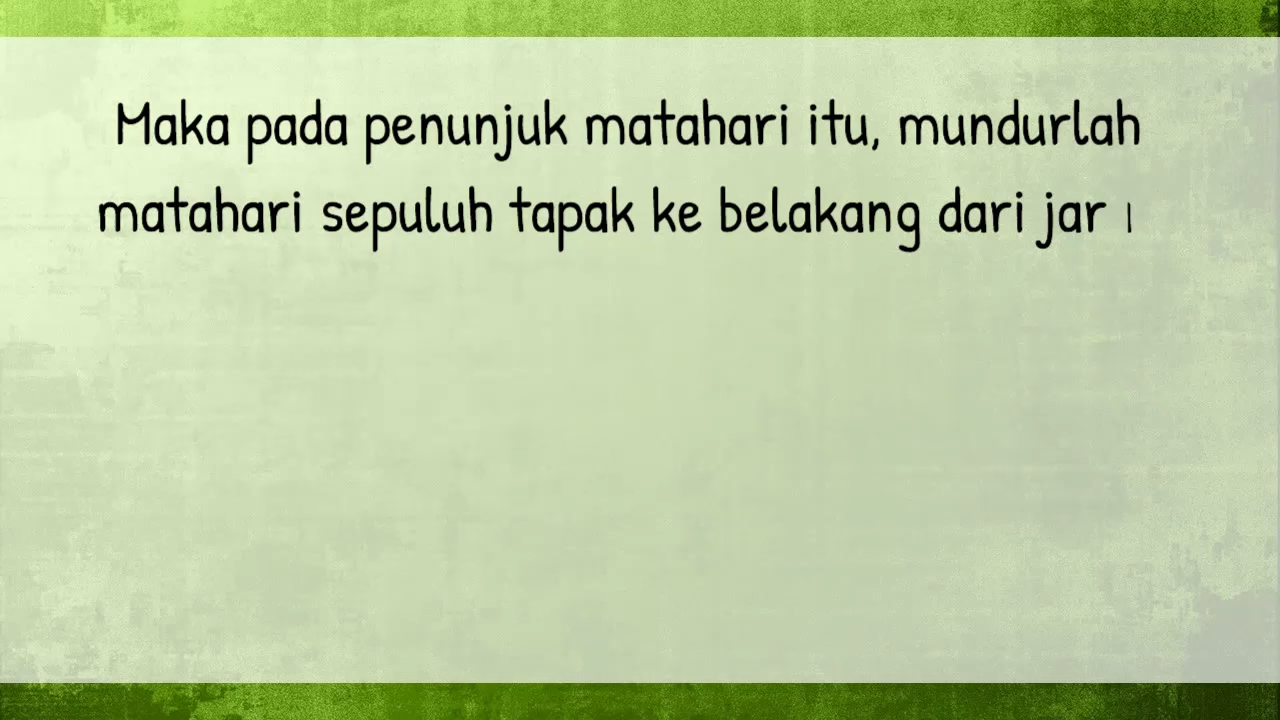 Maka pada penunjuk matahari itu, mundurlah
matahari sepuluh tapak ke belakang dari jar